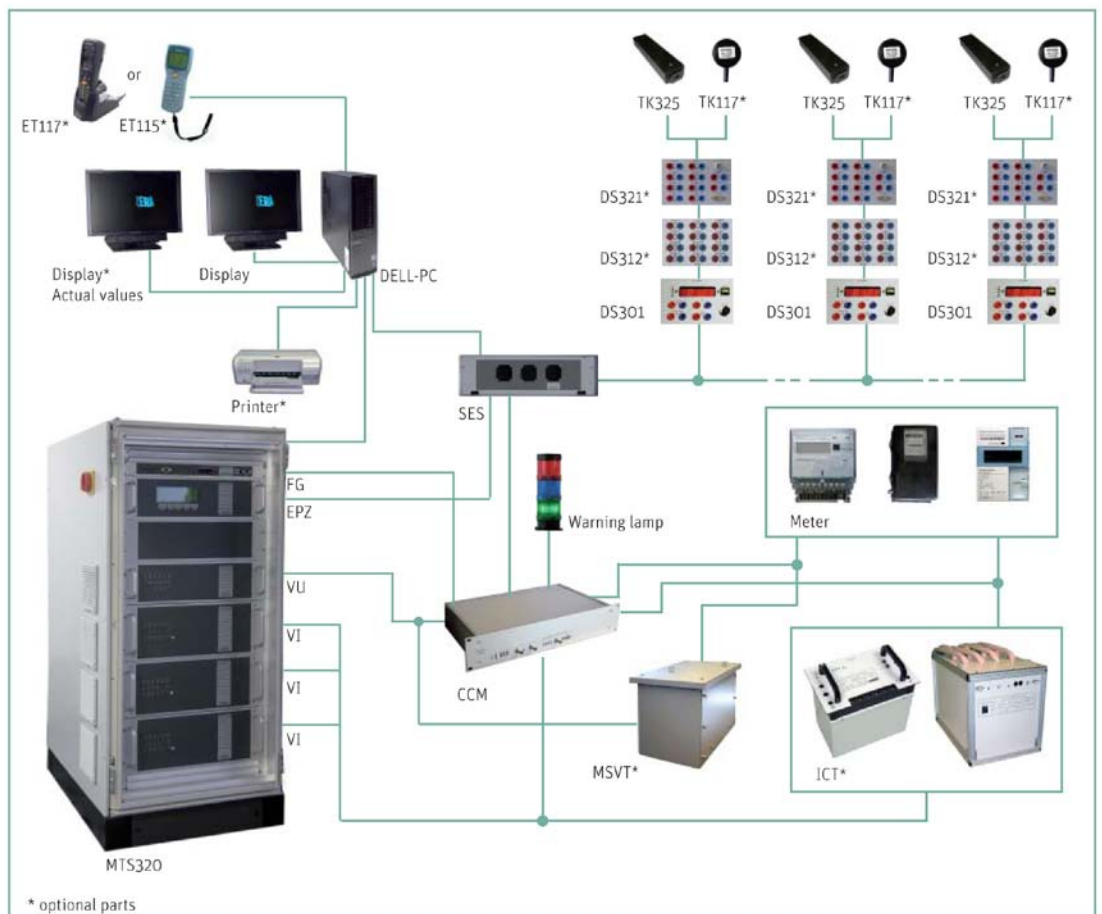 or
ET117*
ET115*
TK325
TK117*
TK325
TK117*
TK325
TK117*
DS321*
DS321*
DS321*
DS312*
DS312*
DS312*
DS301
DS301
DS301
Display*
Actual values
Display
DELL-PC
Printer*
SES
FG
EPZ
Warning lamp
Meter
VU
VI
CCM
VI
MSVT*
ICT*
VI
MTS320
* optional parts